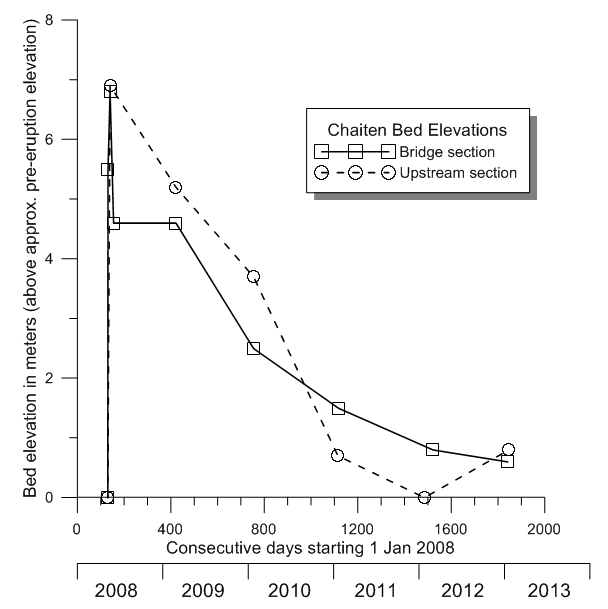 Bed elevation in meters (above approx. pre-eruption elevation)
8
6
4
2
0
Chaiten Bed Elevations
Bridge section
Upstream section
0 400 800 1200 1600 2000
Consecutive days starting 1 Jan 2008
2008 2009 2010 2011 2012 2013